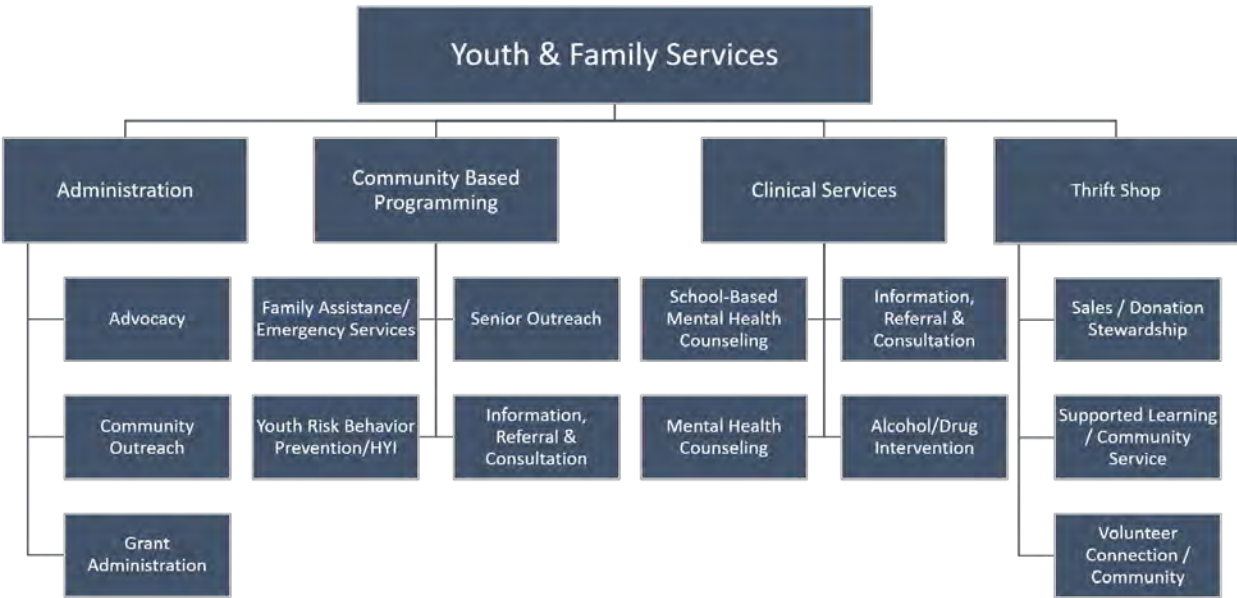 Youth & Family Services
Administration
Community Based
Programming
Clinical Services
Thrift Shop
Advocacy
Family Assistance/
Emergency Services
Senior Outreach
School-Based
Mental Health
Counseling
Information,
Referral &
Consultation
Sales / Donation
Stewardship
Community
Outreach
Youth Risk Behavior
Prevention/HYI
Information,
Referral &
Consultation
Mental Health
Counseling
Alcohol/Drug
Intervention
Supported Learning
/ Community
Service
Grant
Administration
Volunteer
Connection /
Community